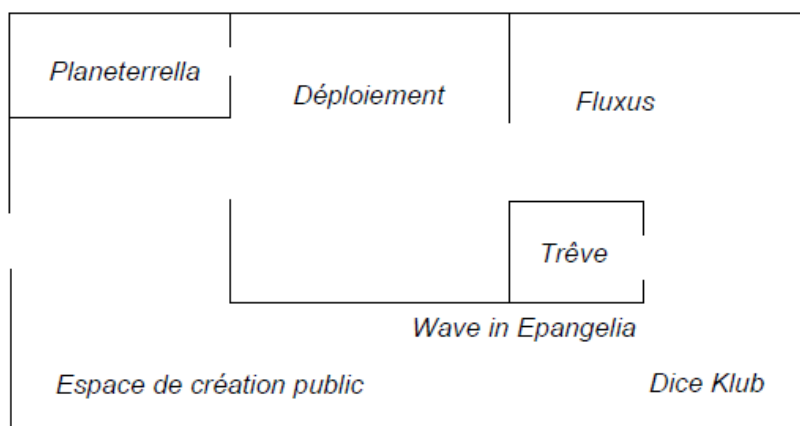 Planeterrella
Déploiement
Fluxus
Trêve
Wave in Epangelia
Espace de création public
Dice Klub